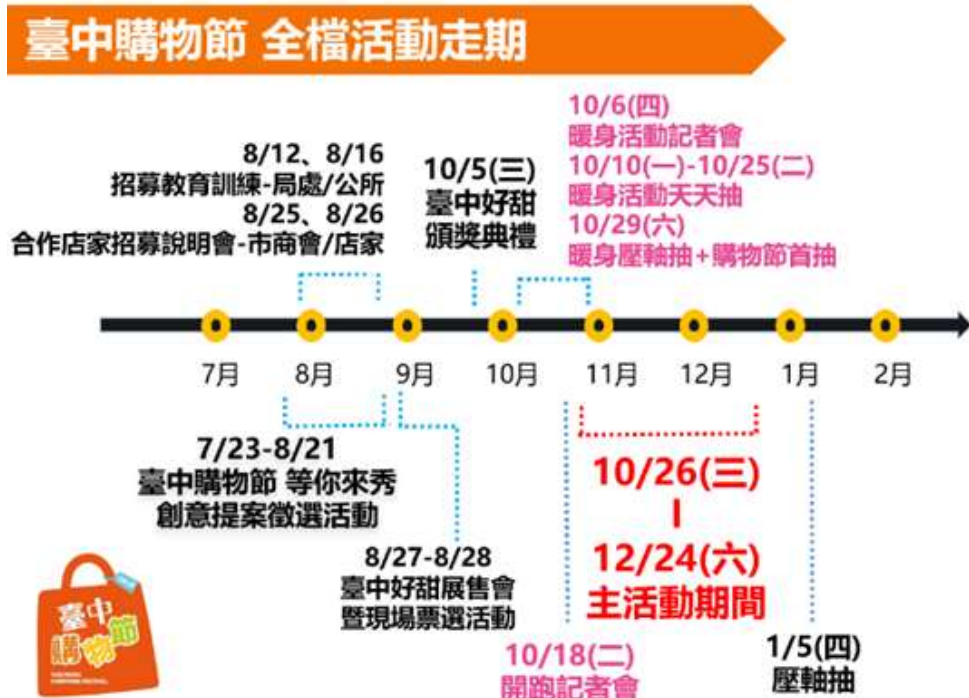 臺中購物節 全檔活動走期
8/12、8/16
招募教育訓練-局處/公所
8/25、8/26
合作店家招募說明會-市商會/店家
10/5(三)
臺中好甜
頒獎典禮
10/6(四)
暖身活動記者會
10/10(一)-10/25(二)
暖身活動天天抽
10/29(六)
暖身壓軸抽+購物節首抽
7月
8月
9月
10月
11月
12月
1月
2月
7/23-8/21
臺中購物節 等你來秀
創意提案徵選活動
8/27-8/28
臺中好甜展售會
暨現場票選活動
10/18(二)
開跑記者會
10/26(三)
|
12/24(六)
主活動期間
1/5(四)
壓軸抽
臺中
購物節